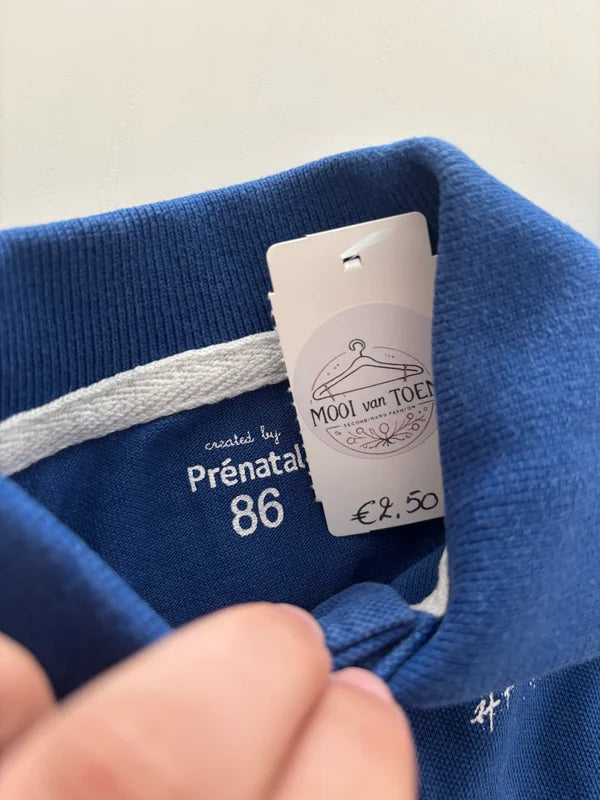 MOOI van TOEN
SECOND-HAND FASHION
€2.50
created by
Prénatal
86